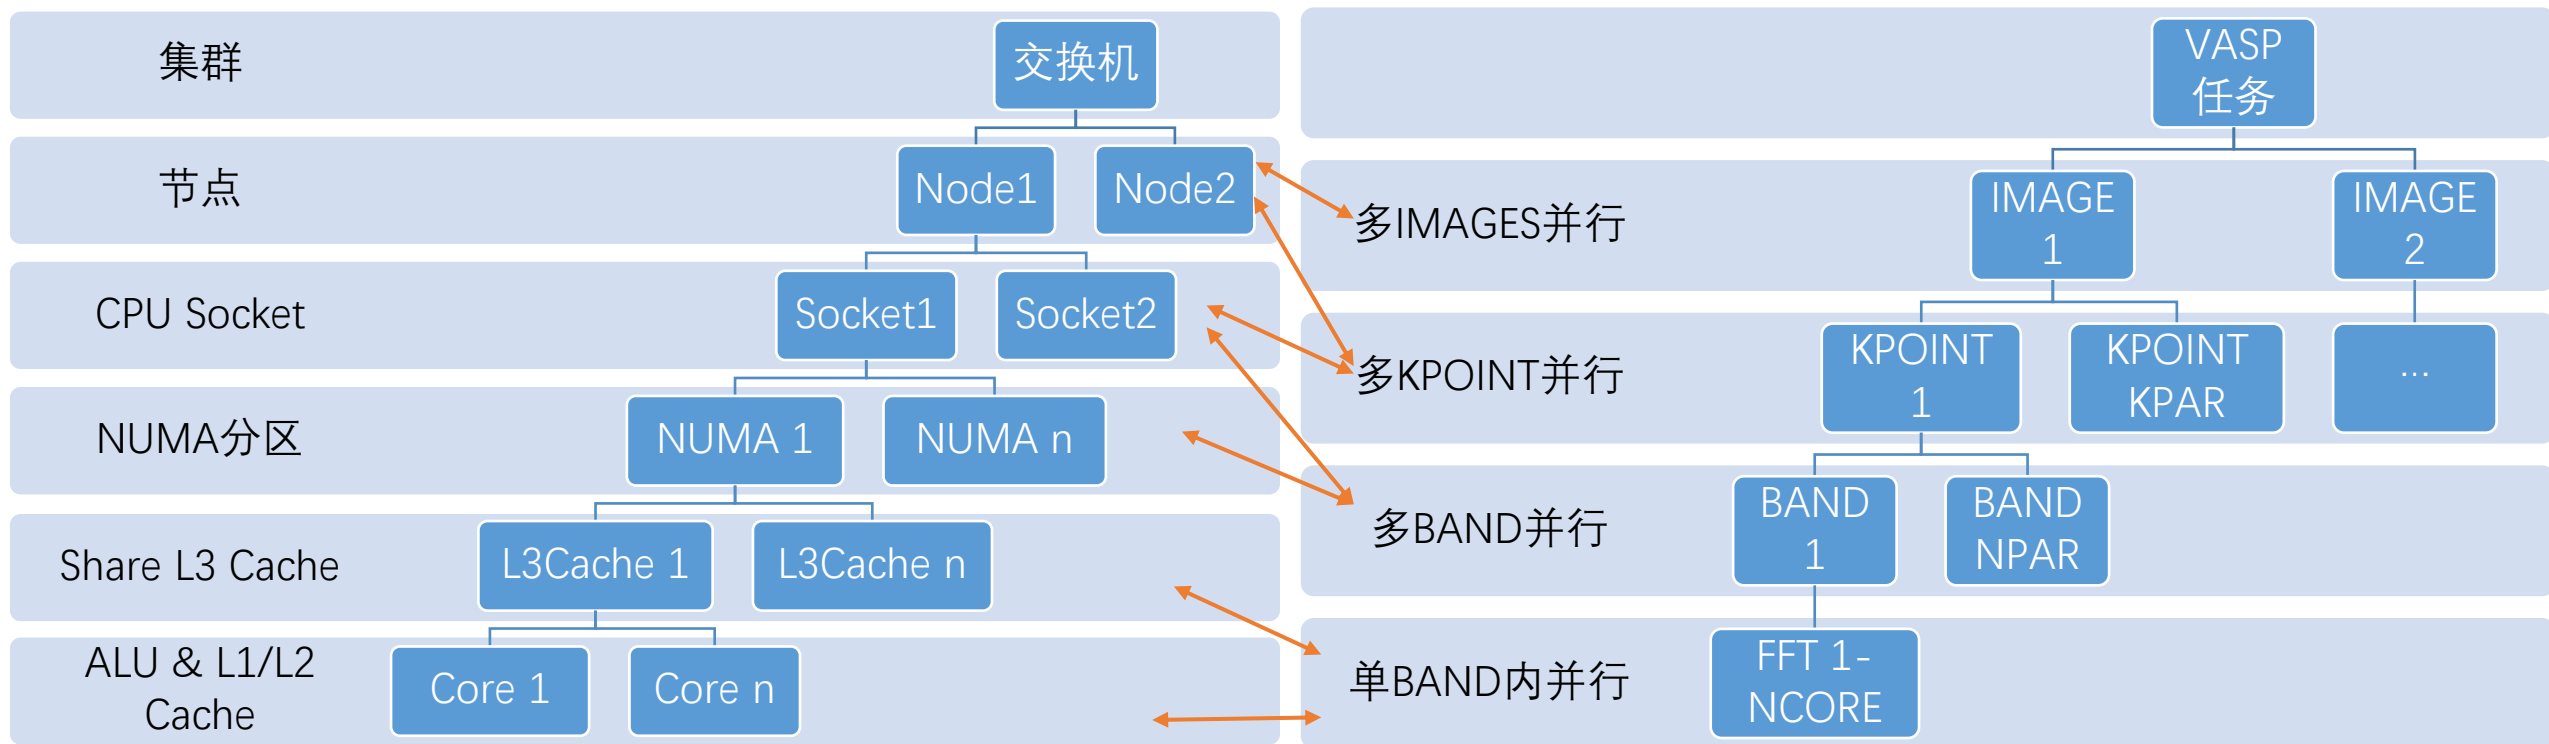 集群
交换机
节点
Node1
Node2
CPU Socket
Socket1
Socket2
NUMA分区
NUMA 1
NUMA n
Share L3 Cache
L3Cache 1
L3Cache n
ALU & L1/L2
Cache
Core 1
Core n
VASP
任务
多IMAGES并行
IMAGE
1
IMAGE
2
多KPOINT并行
KPOINT
1
KPOINT
KPAR
...
多BAND并行
BAND
1
BAND
NPAR
单BAND内并行
FFT 1-
NCORE